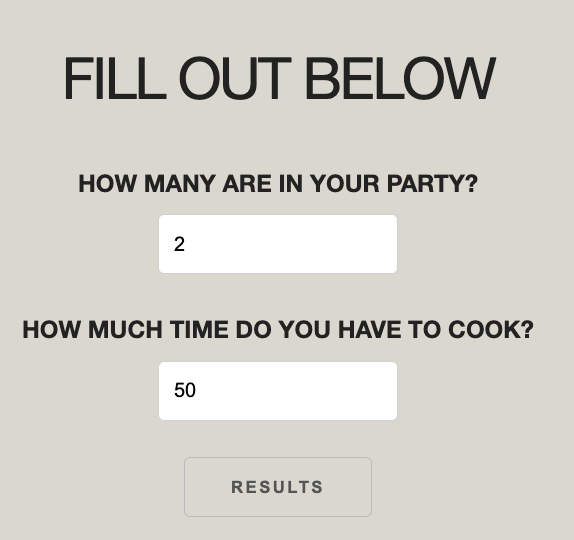 FILL OUT BELOW
HOW MANY ARE IN YOUR PARTY?
2
HOW MUCH TIME DO YOU HAVE TO COOK?
50
RESULTS